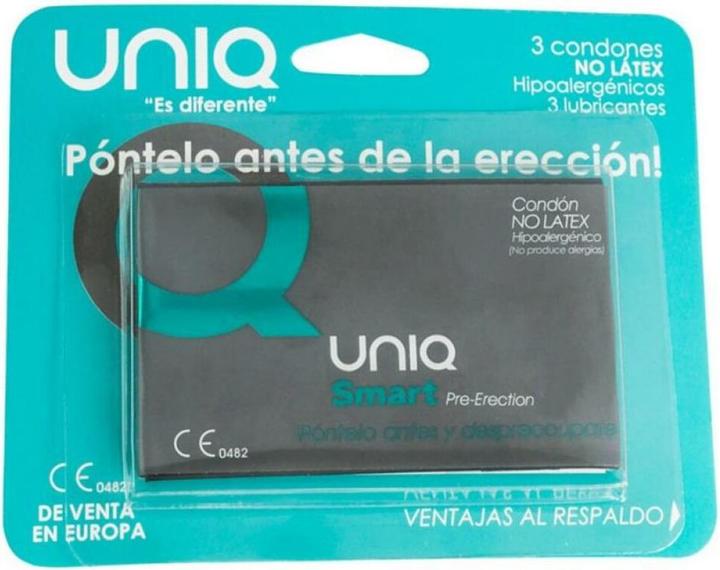 UNIQ
"Es diferente"
3 condones
NO LÁTEX
Hipoalergénicos
3 lubricantes
Póntelo antes de la erección!
Condón
NO LATEX
Hipoalergénico
(No produce alergias)
UNIQ
Smart Pre-Erection
¡Póntelo antes y despreocupate
CE 0482
CE 0482
DE VENTA
EN EUROPA
VENTAJAS AL RESPALDO